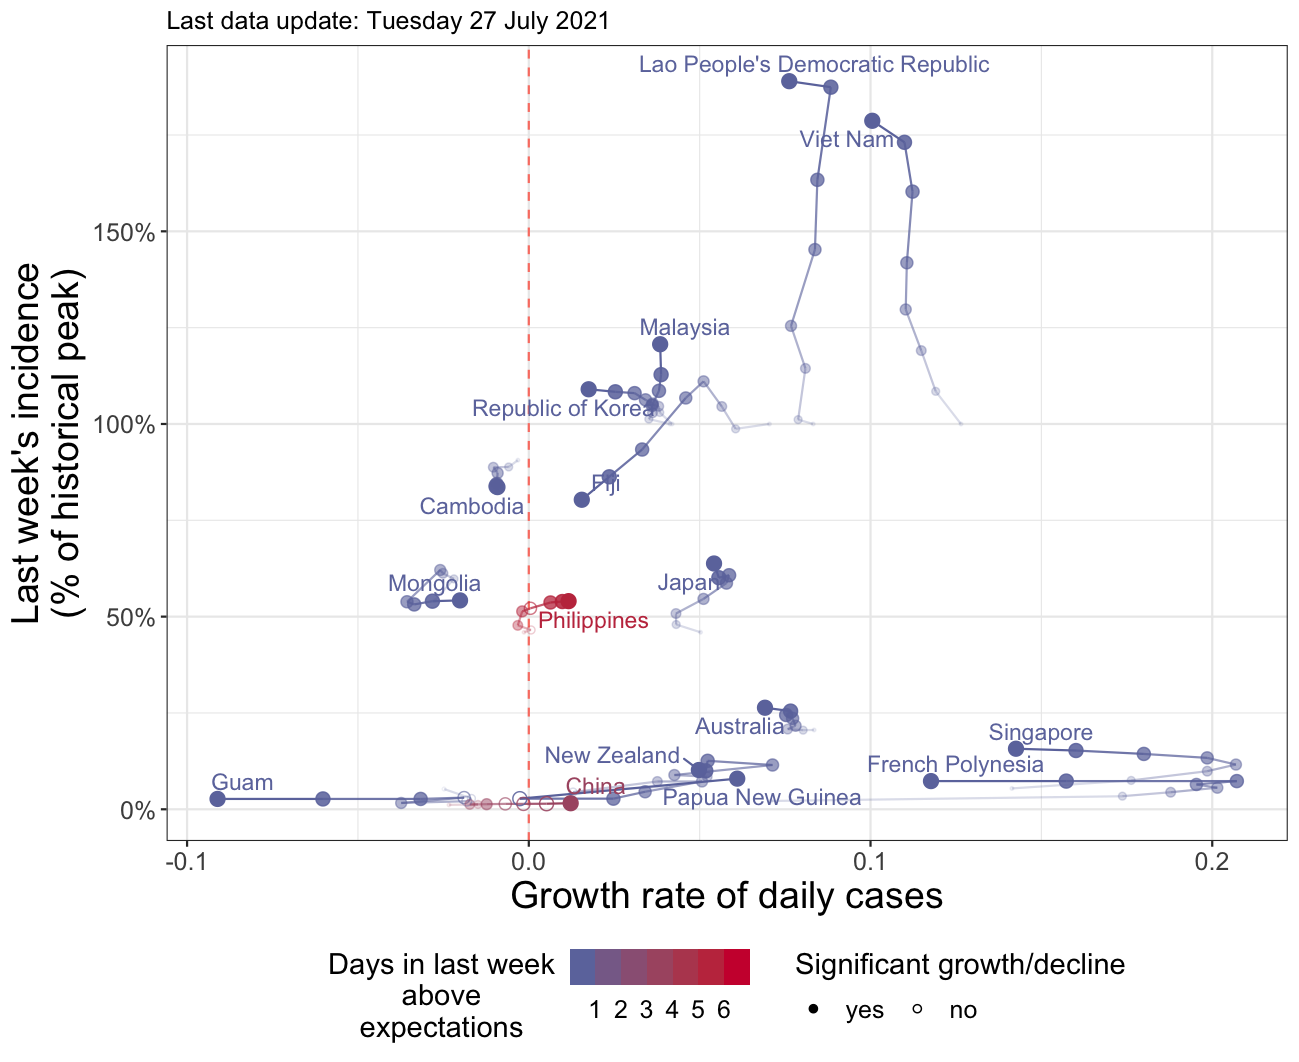 Last data update: Tuesday 27 July 2021
Lao People's Democratic Republic
Viet Nam
150%
Malaysia
Republic of Korea
100%
Fiji
Cambodia
Last week's incidence
(% of historical peak)
Mongolia
Japan
50%
Philippines
Australia
Singapore
New Zealand
French Polynesia
Guam
China
Papua New Guinea
0%
-0.1
0.0
0.1
0.2
Growth rate of daily cases
Days in last week
above
expectations
1 2 3 4 5 6
Significant growth/decline
yes
no